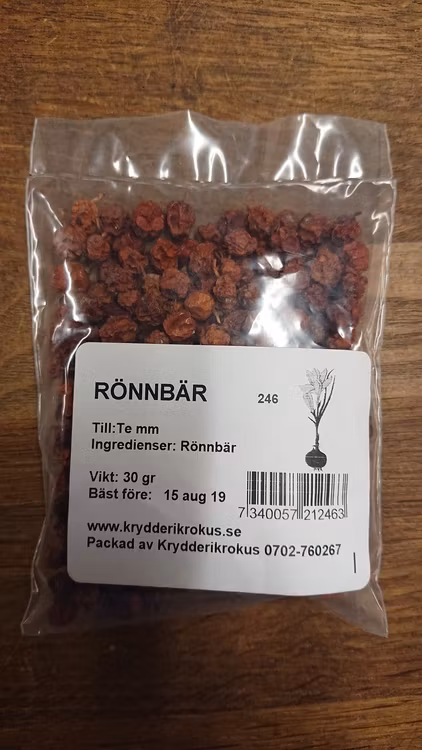 RÖNNBÄR
246
Till:Te mm
Ingredienser: Rönnbär
Vikt: 30 gr
Bäst före: 15 aug 19
7 340057 212463
www.krydderikrokus.se
Packad av Krydderikrokus 0702-760267